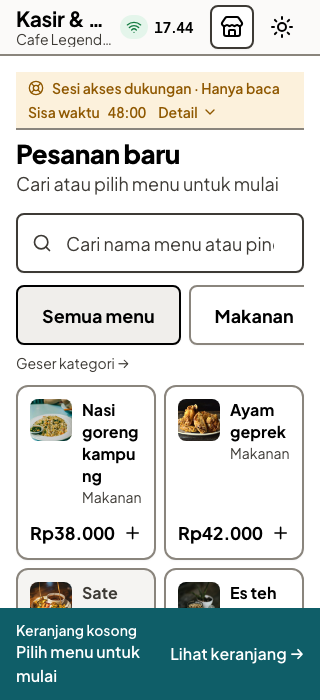 Kasir & ...
Cafe Legend...
17.44
Sesi akses dukungan · Hanya baca
Sisa waktu 48:00 Detail
Pesanan baru
Cari atau pilih menu untuk mulai
Cari nama menu atau pin
Semua menu
Makanan
Geser kategori →
Nasi
goreng
kampu
ng
Makanan
Rp38.000 +
Ayam
geprek
Makanan
Rp42.000 +
Sate
Es teh
Keranjang kosong
Pilih menu untuk
mulai
Lihat keranjang →